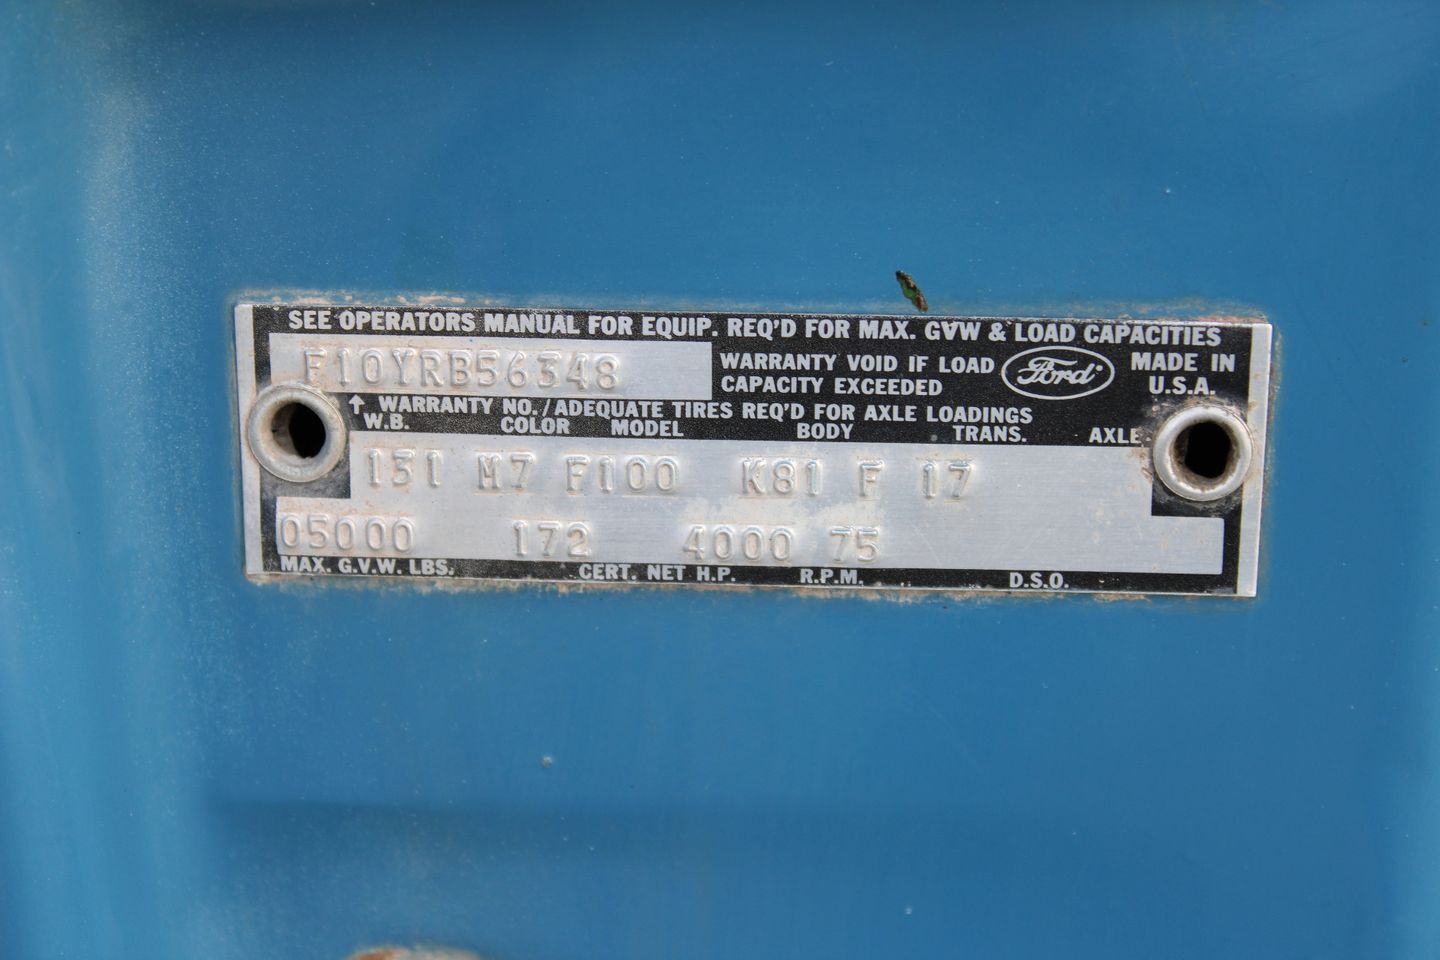 SEE OPERATORS MANUAL FOR EQUIP. REQ'D FOR MAX. GVW & LOAD CAPACITIES
F10YRB56348
WARRANTY VOID IF LOAD
CAPACITY EXCEEDED
Ford
MADE IN
U.S.A.
↑ WARRANTY NO./ADEQUATE TIRES REQ'D FOR AXLE LOADINGS
W.B. COLOR MODEL BODY TRANS. AXLE
131 M7 F100 K81 F 17
05000 172 4000 75
MAX. G.V.W. LBS. CERT. NET H.P. R.P.M. D.S.O.